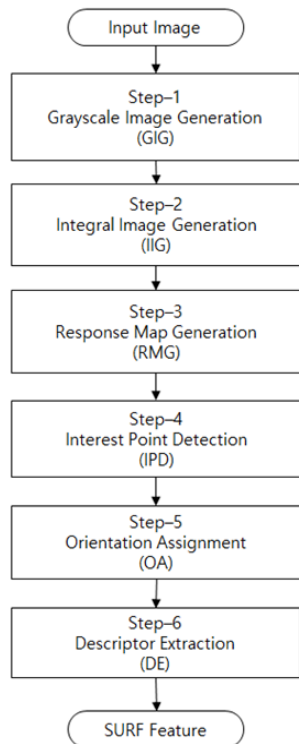 Input Image
Step–1
Grayscale Image Generation
(GIG)
Step–2
Integral Image Generation
(IIG)
Step–3
Response Map Generation
(RMG)
Step–4
Interest Point Detection
(IPD)
Step–5
Orientation Assignment
(OA)
Step–6
Descriptor Extraction
(DE)
SURF Feature